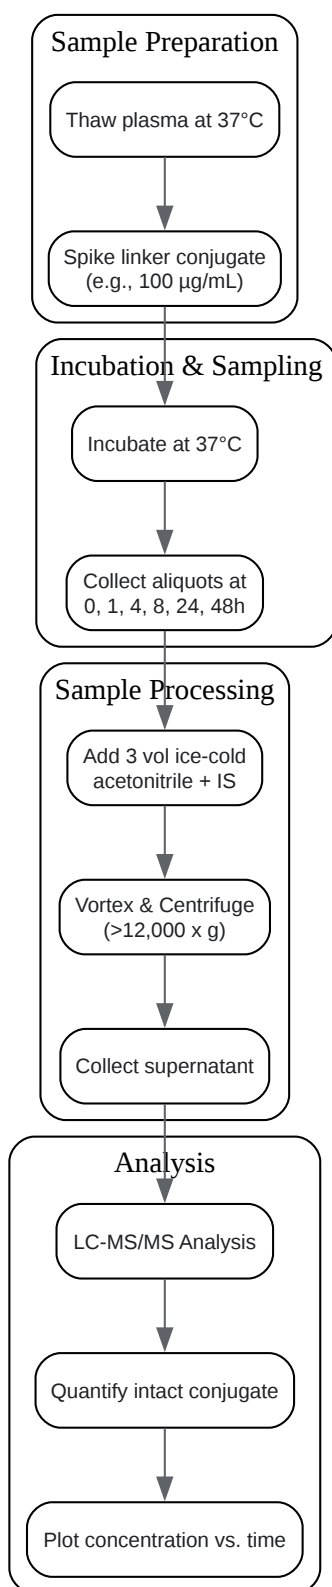 Sample Preparation
Thaw plasma at 37°C
Spike linker conjugate
(e.g., 100 µg/mL)
Incubation & Sampling
Incubate at 37°C
Collect aliquots at
0, 1, 4, 8, 24, 48h
Sample Processing
Add 3 vol ice-cold
acetonitrile + IS
Vortex & Centrifuge
(>12,000 x g)
Collect supernatant
Analysis
LC-MS/MS Analysis
Quantify intact conjugate
Plot concentration vs. time